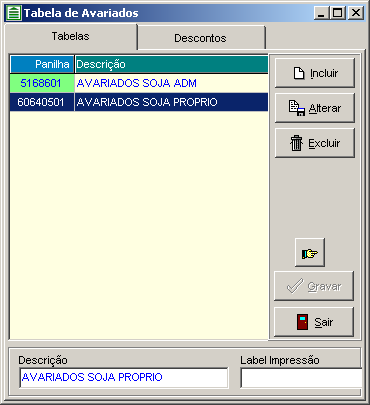 Tabela de Avariados
Tabelas Descontos
Panilha Descrição
5168601 AVARIADOS SOJA ADM
60640501 AVARIADOS SOJA PROPRIO
Incluir
Alterar
Excluir
Gravar
Sair
Descrição Label Impressão
AVARIADOS SOJA PROPRIO